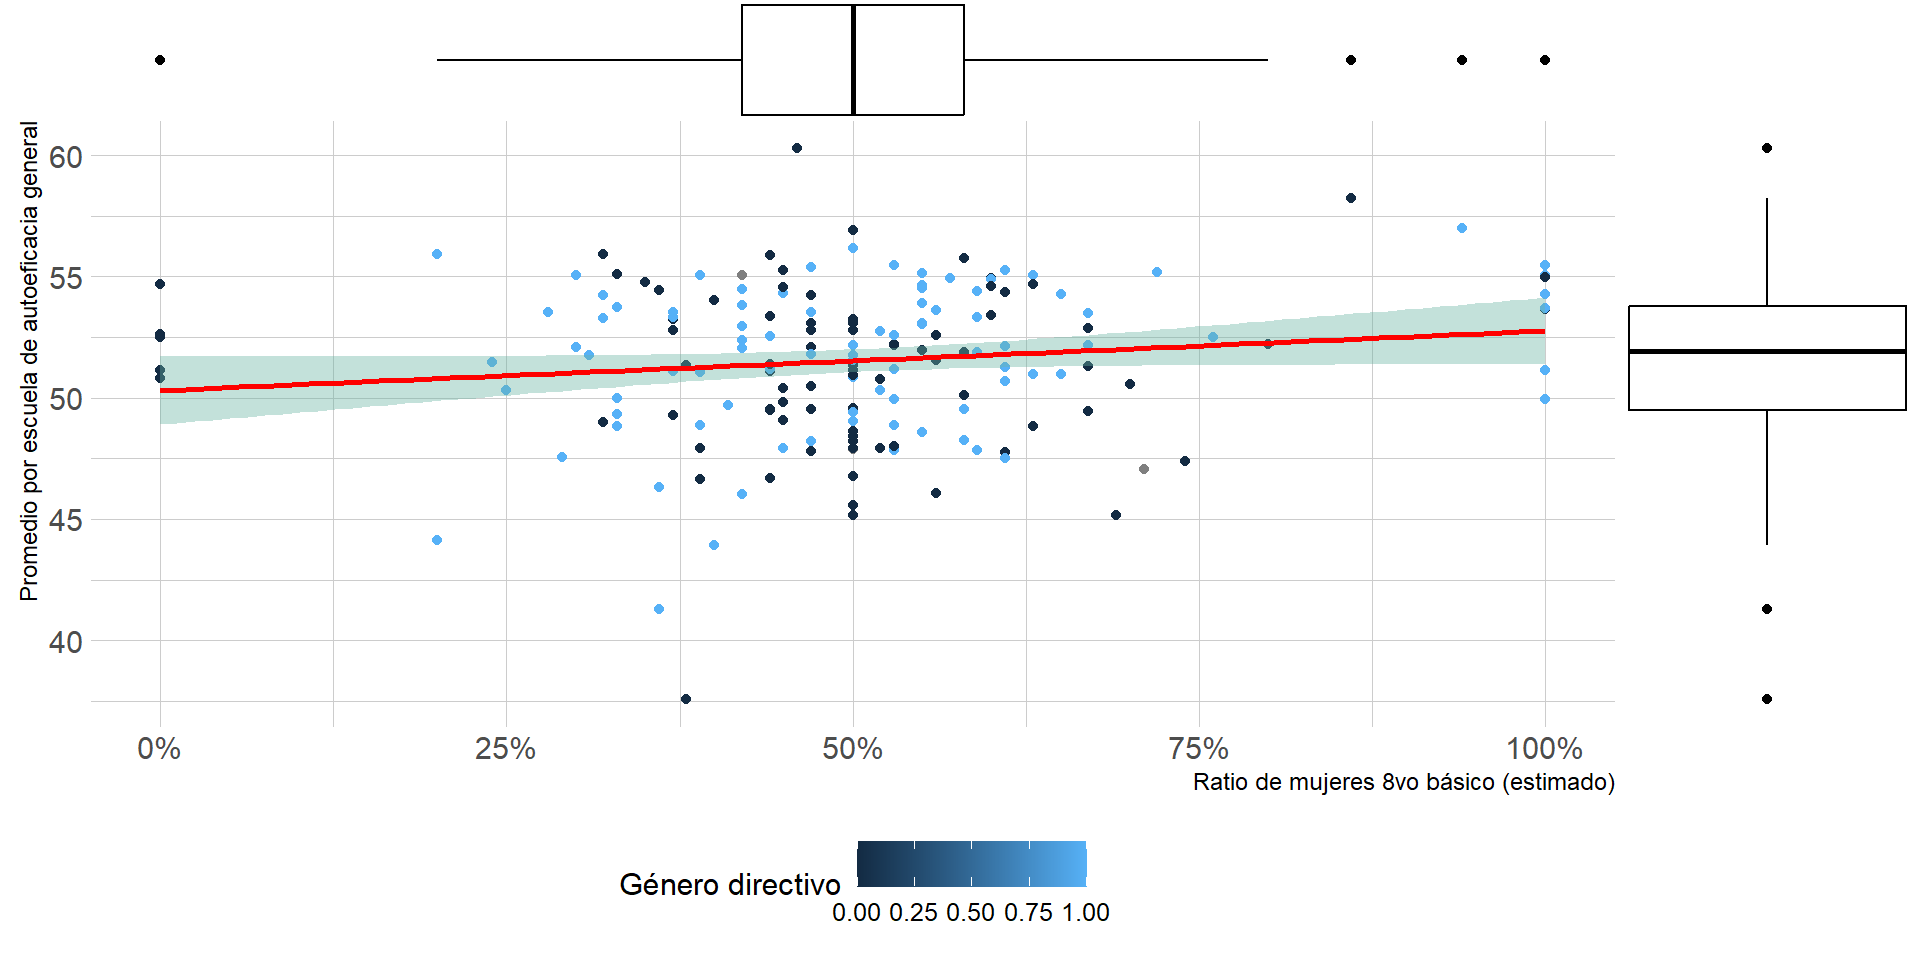 Promedio por escuela de autoeficacia general
60
55
50
45
40
0% 25% 50% 75% 100%
Ratio de mujeres 8vo básico (estimado)
Género directivo
0.00 0.25 0.50 0.75 1.00